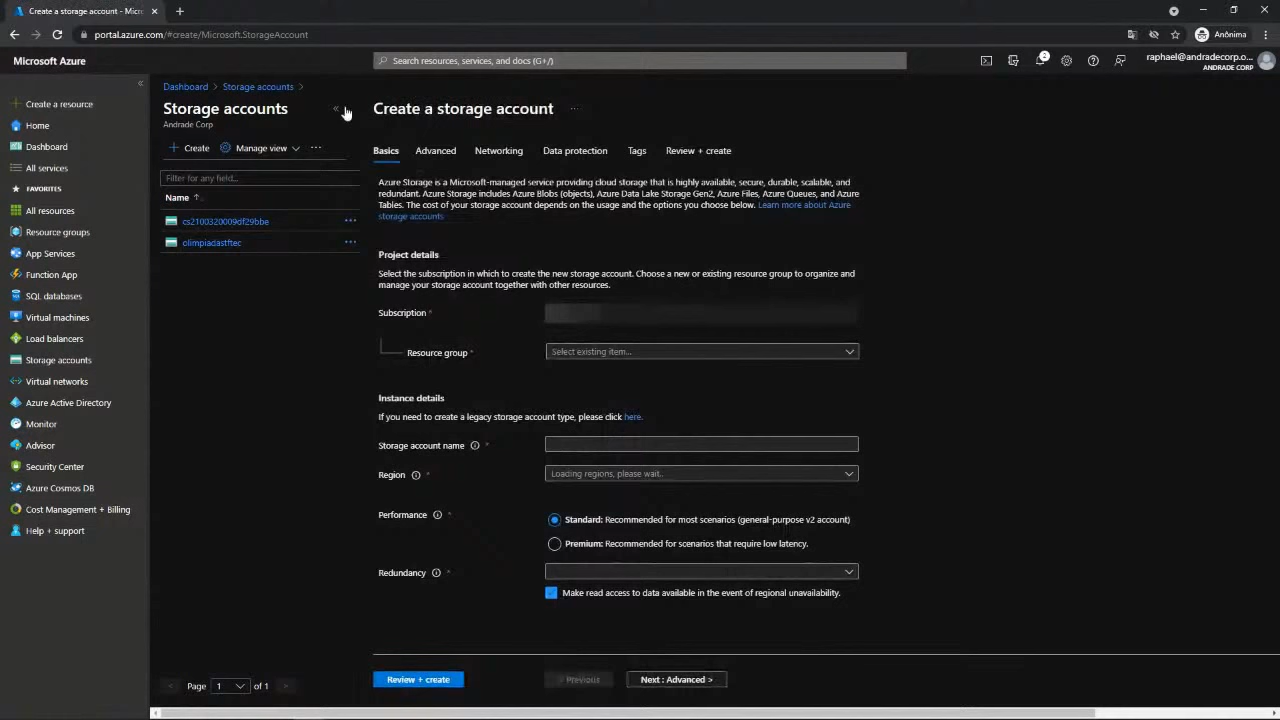 Create a storage account - Micr
portal.azure.com/#create/Microsoft.StorageAccount
Anônima
Microsoft Azure
Search resources, services, and docs (G+/)
2
raphael@andradecorp.o...
ANDRADE CORP
Create a resource
Home
Dashboard
All services
FAVORITES
All resources
Resource groups
App Services
Function App
SQL databases
Virtual machines
Load balancers
Storage accounts
Virtual networks
Azure Active Directory
Monitor
Advisor
Security Center
Azure Cosmos DB
Cost Management + Billing
Help + support
Dashboard > Storage accounts >
Storage accounts
Andrade Corp
+ Create Manage view ...
Filter for any field...
Name ↑
cs2100320009df29bbe ...
olimpiadastftec ...
< Page 1 of 1 >
Create a storage account ...
Basics Advanced Networking Data protection Tags Review + create
Azure Storage is a Microsoft-managed service providing cloud storage that is highly available, secure, durable, scalable, and
redundant. Azure Storage includes Azure Blobs (objects), Azure Data Lake Storage Gen2, Azure Files, Azure Queues, and Azure
Tables. The cost of your storage account depends on the usage and the options you choose below. Learn more about Azure
storage accounts
Project details
Select the subscription in which to create the new storage account. Choose a new or existing resource group to organize and
manage your storage account together with other resources.
Subscription *
Resource group * Select existing item...
Instance details
If you need to create a legacy storage account type, please click here.
Storage account name *
Region * Loading regions, please wait..
Performance *
Standard: Recommended for most scenarios (general-purpose v2 account)
Premium: Recommended for scenarios that require low latency.
Redundancy *
Make read access to data available in the event of regional unavailability.
Review + create < Previous Next : Advanced >